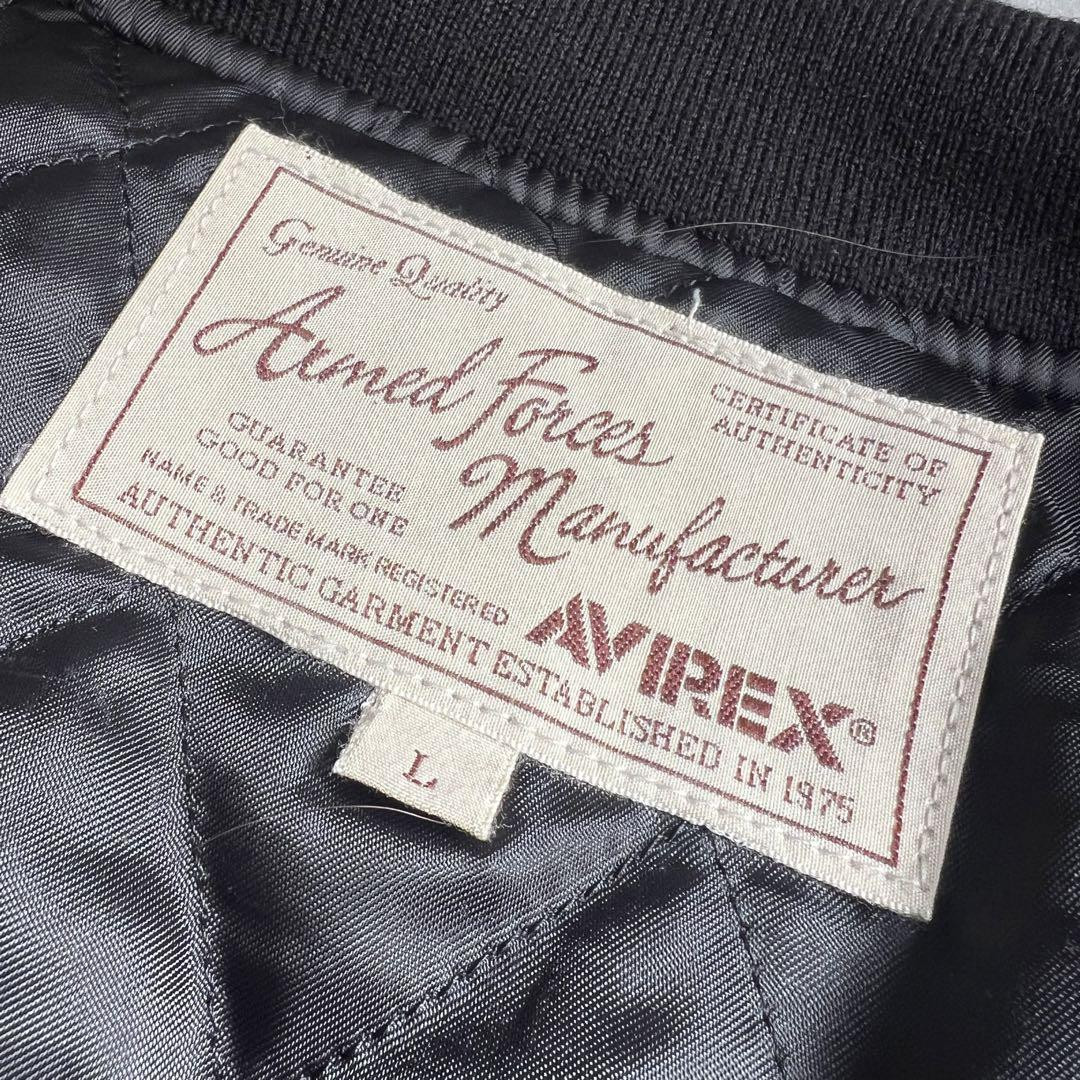 Genuine Quality
Armed Forces
Manufacturer
CERTIFICATE OF
AUTHENTICITY
GUARANTEE
GOOD FOR ONE
NAME & TRADE MARK REGISTERED
AVIREX®
AUTHENTIC GARMENT ESTABLISHED IN 1975
L